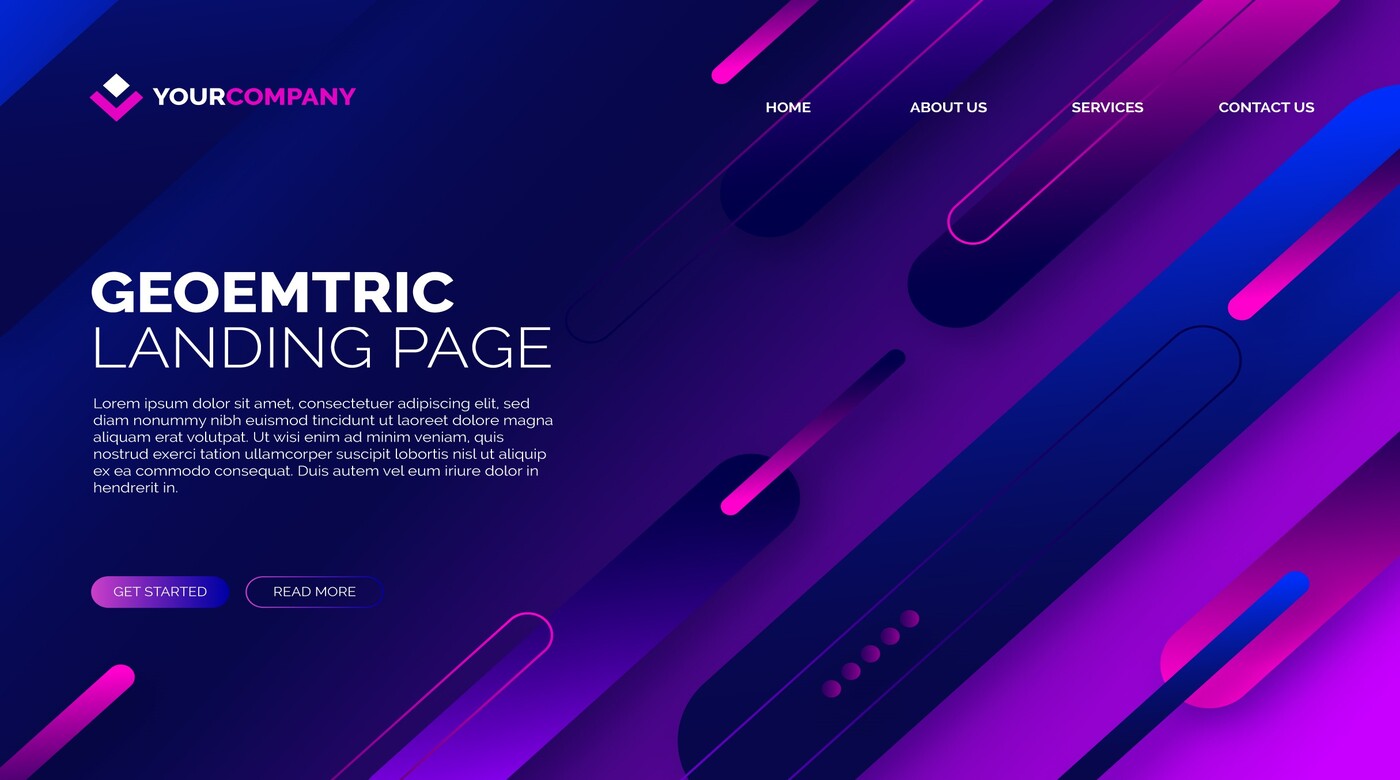 YOURCOMPANY
HOME ABOUT US SERVICES CONTACT US
GEOEMTRIC
LANDING PAGE
Lorem ipsum dolor sit amet, consectetuer adipiscing elit, sed
diam nonummy nibh euismod tincidunt ut laoreet dolore magna
aliquam erat volutpat. Ut wisi enim ad minim veniam, quis
nostrud exerci tation ullamcorper suscipit lobortis nisl ut aliquip
ex ea commodo consequat. Duis autem vel eum iriure dolor in
hendrerit in.
GET STARTED READ MORE